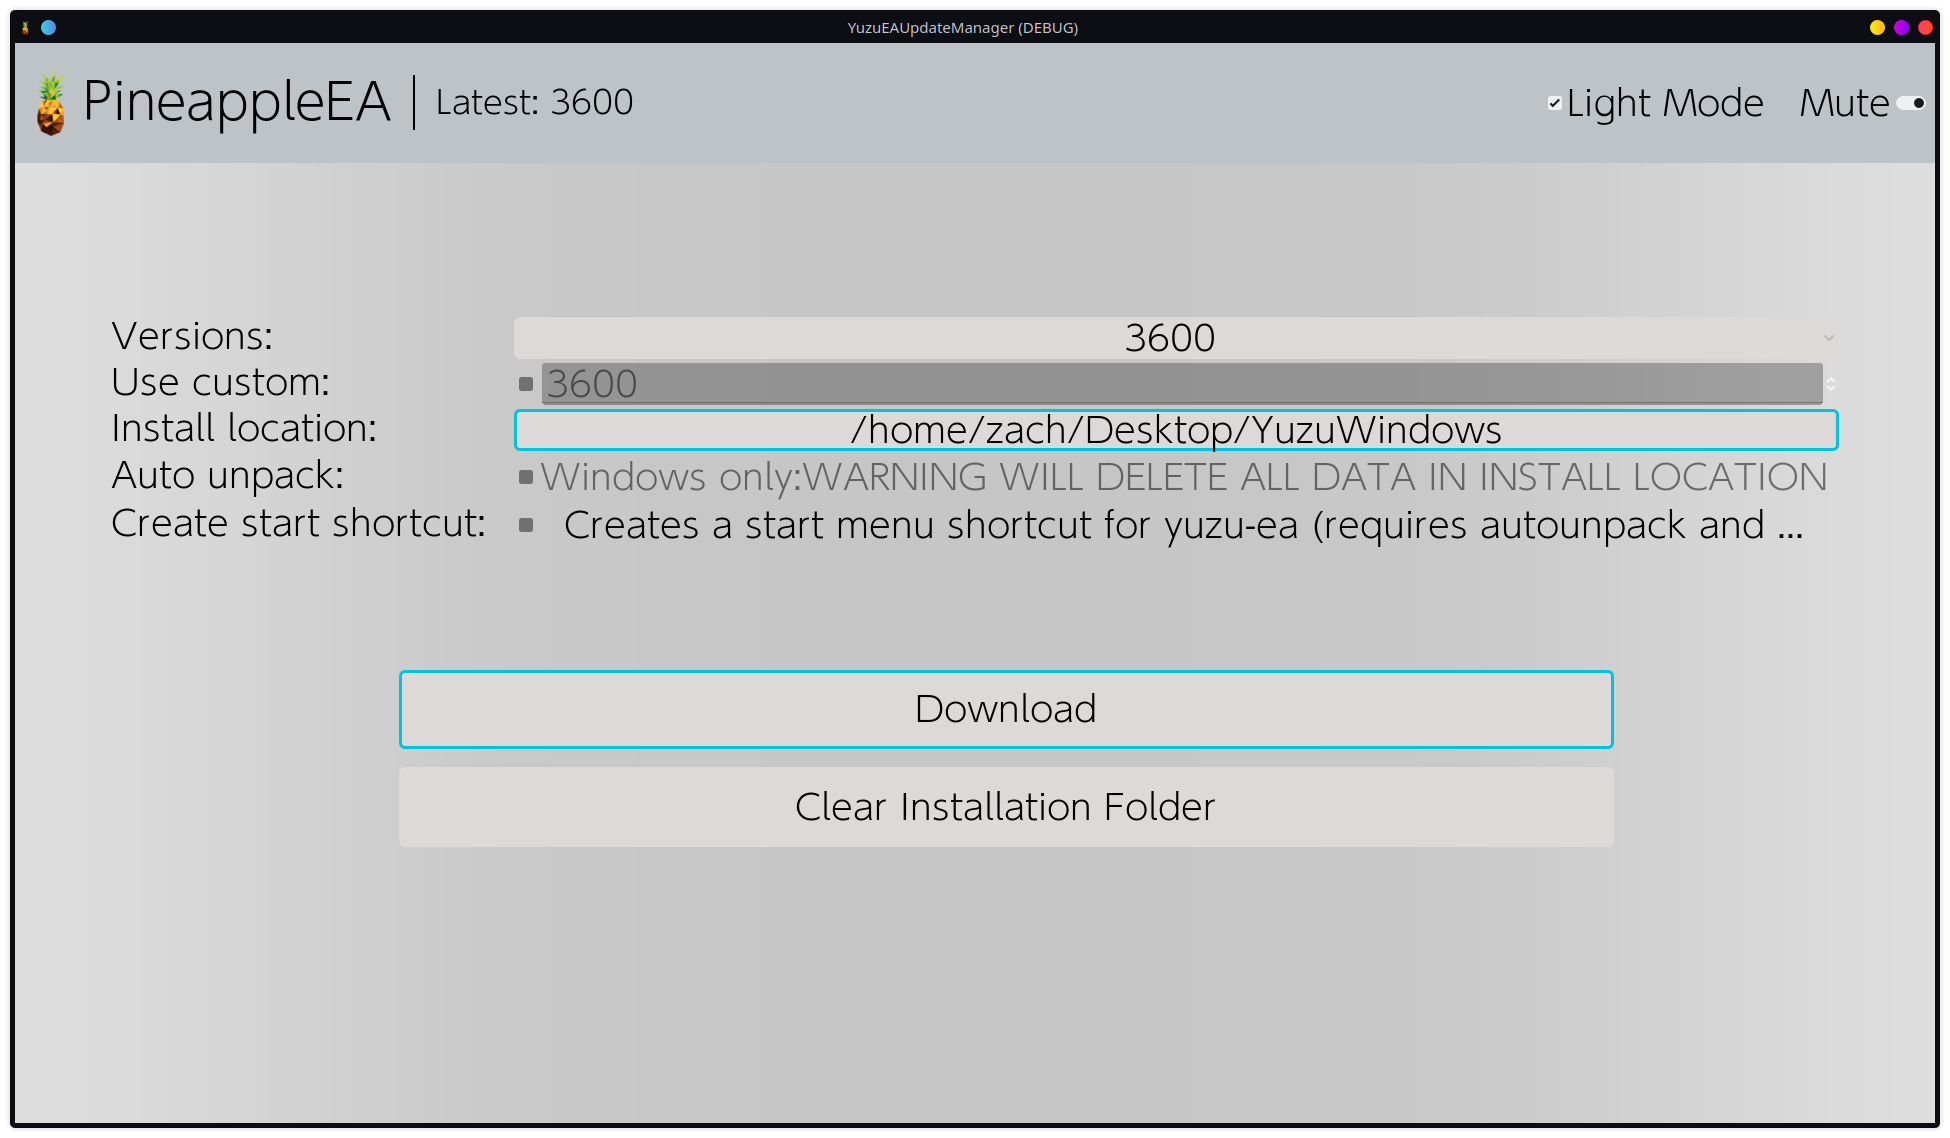 YuzuEAUpdateManager (DEBUG)
PineappleEA
Latest: 3600
Light Mode
Mute
Versions:
3600
Use custom:
3600
Install location:
/home/zach/Desktop/YuzuWindows
Auto unpack:
Windows only:WARNING WILL DELETE ALL DATA IN INSTALL LOCATION
Create start shortcut:
Creates a start menu shortcut for yuzu-ea (requires autounpack and ...
Download
Clear Installation Folder